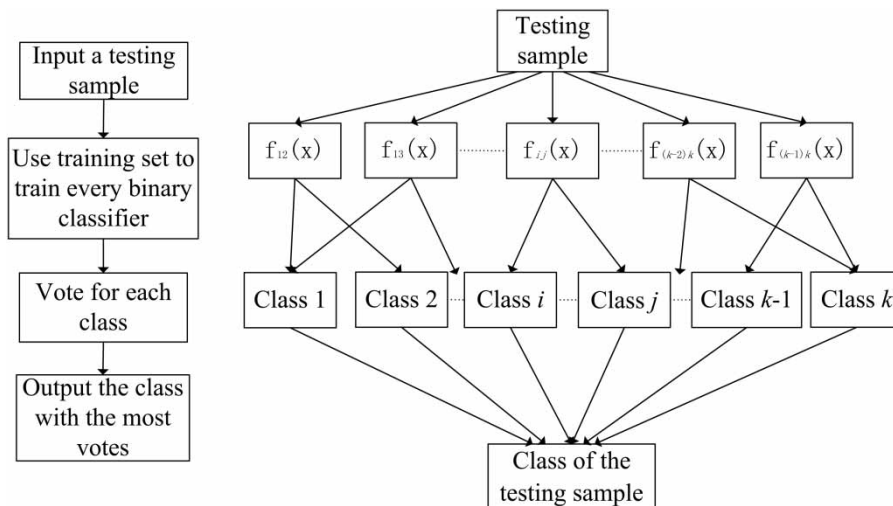 Input a testing
sample
Use training set to
train every binary
classifier
Vote for each
class
Output the class
with the most
votes
Testing
sample
f12(x)
f13(x)
fij(x)
f(k-2)k(x)
f(k-1)k(x)
Class 1
Class 2
Class i
Class j
Class k-1
Class k
Class of the
testing sample